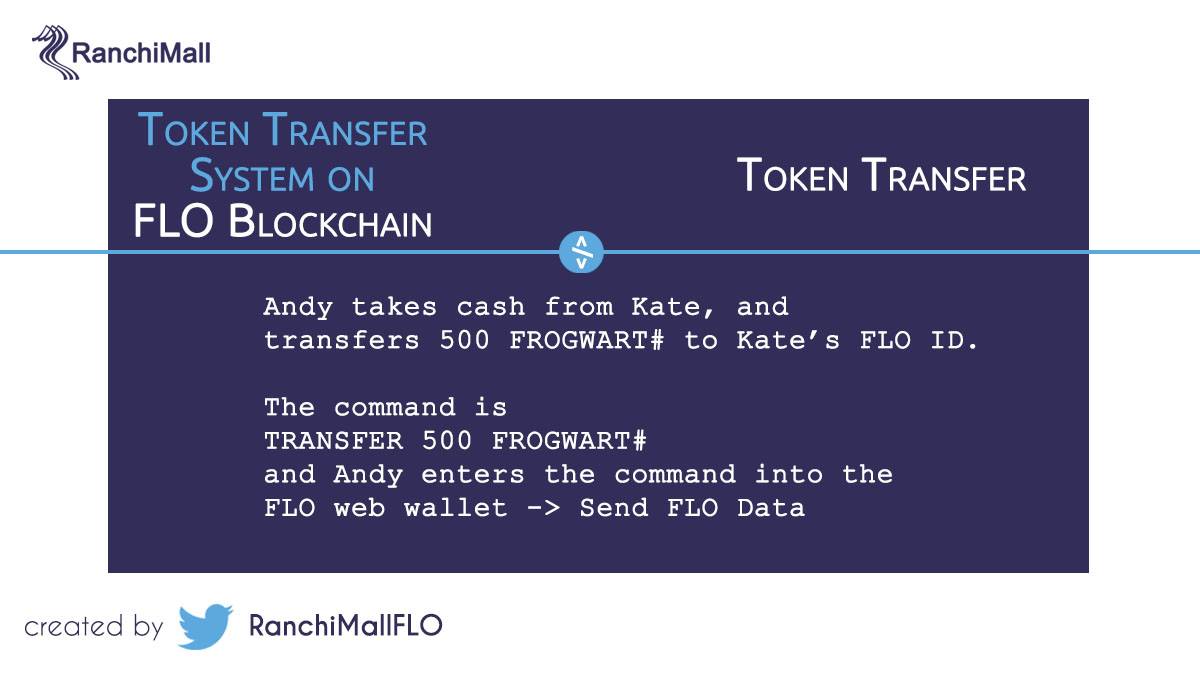 RanchiMall
Token Transfer
System on
FLO Blockchain
Token Transfer
Andy takes cash from Kate, and
transfers 500 FROGWART# to Kate’s FLO ID.
The command is
TRANSFER 500 FROGWART#
and Andy enters the command into the
FLO web wallet -> Send FLO Data
created by RanchiMallFLO